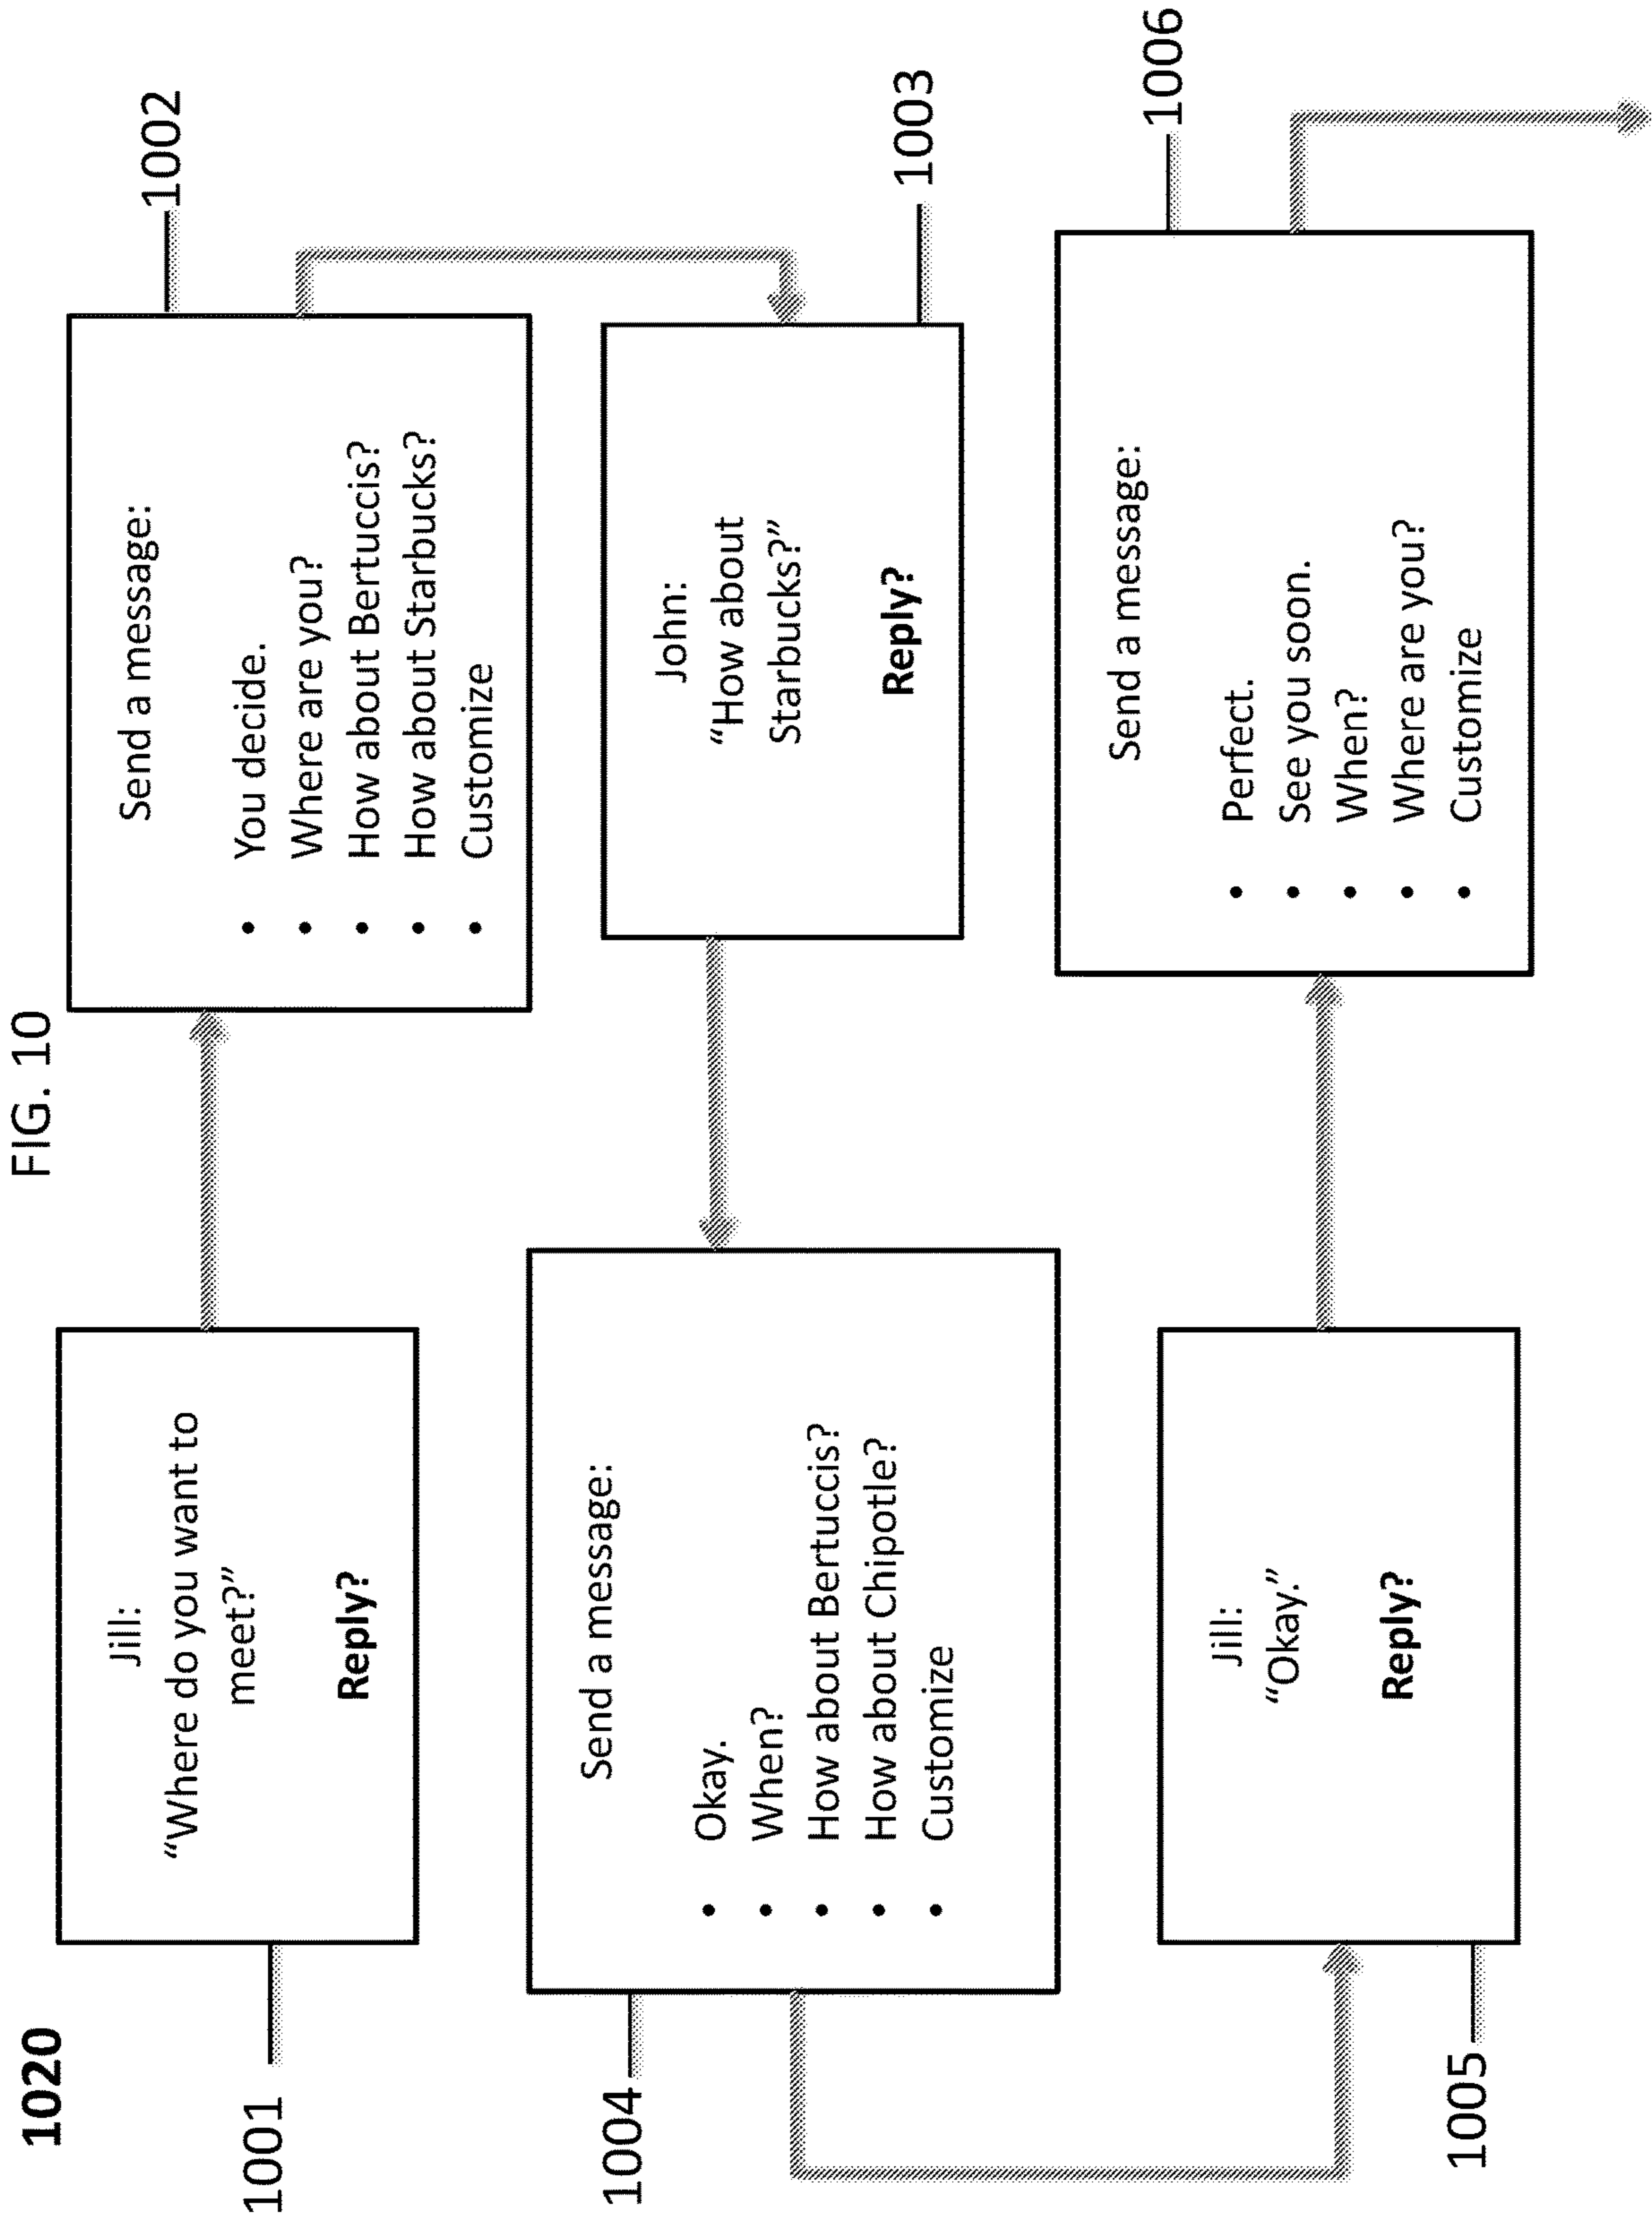 FIG. 10
1020
1001
Jill:
“Where do you want to
meet?”
Reply?
1002
Send a message:
• You decide.
• Where are you?
• How about Bertuccis?
• How about Starbucks?
• Customize
1003
John:
“How about
Starbucks?”
Reply?
1004
Send a message:
• Okay.
• When?
• How about Bertuccis?
• How about Chipotle?
• Customize
1005
Jill:
“Okay.”
Reply?
1006
Send a message:
• Perfect.
• See you soon.
• When?
• Where are you?
• Customize